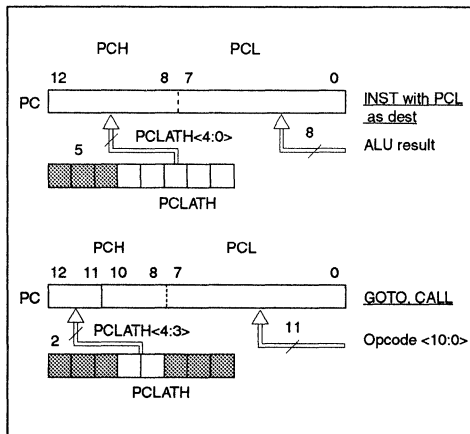 PCH PCL
12 8 7 0
PC INST with PCL
as dest
8
PCLATH<4:0>
5 ALU result
PCLATH
PCH PCL
12 11 10 8 7 0
PC GOTO, CALL
11
PCLATH<4:3>
2 Opcode <10:0>
PCLATH